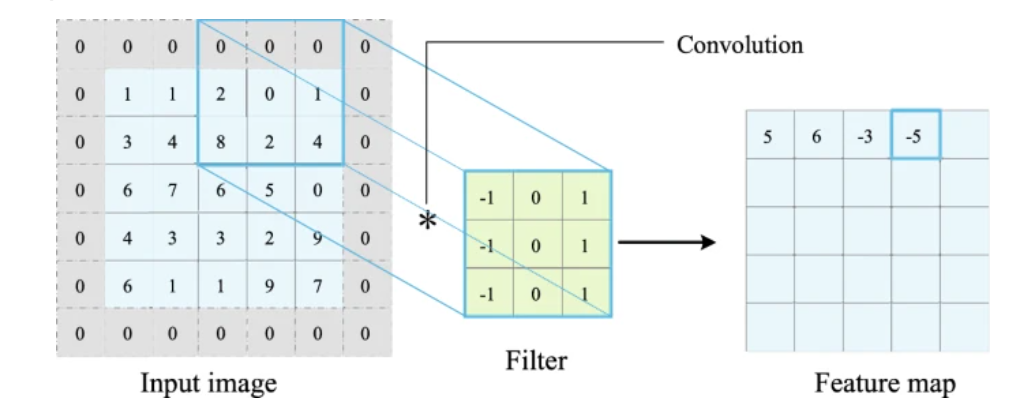 Convolution
0 0 0 0 0 0 0
0 1 1 2 0 1 0
0 3 4 8 2 4 0
0 6 7 6 5 0 0
0 4 3 3 2 9 0
0 6 1 1 9 7 0
0 0 0 0 0 0 0
Input image
*
-1 0 1
-1 0 1
-1 0 1
Filter
5 6 -3 -5
Feature map